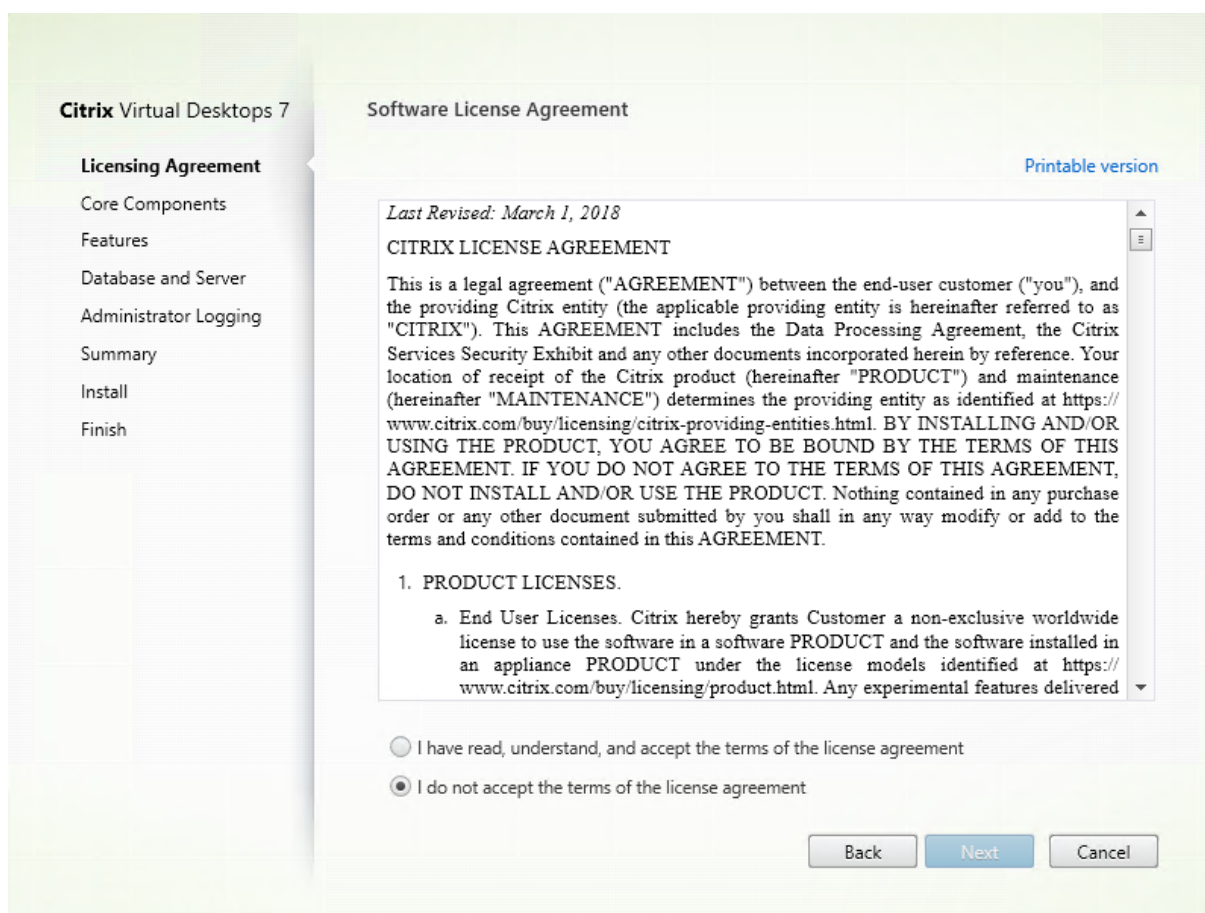 Citrix Virtual Desktops 7
Licensing Agreement
Core Components
Features
Database and Server
Administrator Logging
Summary
Install
Finish
Software License Agreement
Printable version
Last Revised: March 1, 2018
CITRIX LICENSE AGREEMENT
This is a legal agreement ("AGREEMENT") between the end-user customer ("you"), and
the providing Citrix entity (the applicable providing entity is hereinafter referred to as
"CITRIX"). This AGREEMENT includes the Data Processing Agreement, the Citrix
Services Security Exhibit and any other documents incorporated herein by reference. Your
location of receipt of the Citrix product (hereinafter "PRODUCT") and maintenance
(hereinafter "MAINTENANCE") determines the providing entity as identified at https://
www.citrix.com/buy/licensing/citrix-providing-entities.html. BY INSTALLING AND/OR
USING THE PRODUCT, YOU AGREE TO BE BOUND BY THE TERMS OF THIS
AGREEMENT. IF YOU DO NOT AGREE TO THE TERMS OF THIS AGREEMENT,
DO NOT INSTALL AND/OR USE THE PRODUCT. Nothing contained in any purchase
order or any other document submitted by you shall in any way modify or add to the
terms and conditions contained in this AGREEMENT.
1. PRODUCT LICENSES.
a. End User Licenses. Citrix hereby grants Customer a non-exclusive worldwide
license to use the software in a software PRODUCT and the software installed in
an appliance PRODUCT under the license models identified at https://
www.citrix.com/buy/licensing/product.html. Any experimental features delivered
I have read, understand, and accept the terms of the license agreement
I do not accept the terms of the license agreement
Back
Next
Cancel